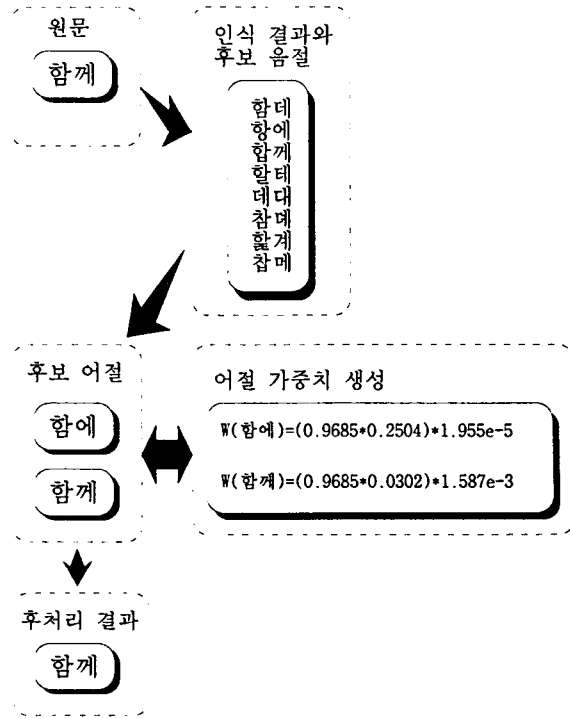 원문
함께
인식 결과와
후보 음절
함데
항에
합께
할테
데대
참몌
핥계
찹메
후보 어절
함에
함께
어절 가중치 생성
W(함에)=(0.9685*0.2504)*1.955e-5
W(함께)=(0.9685*0.0302)*1.587e-3
후처리 결과
함께